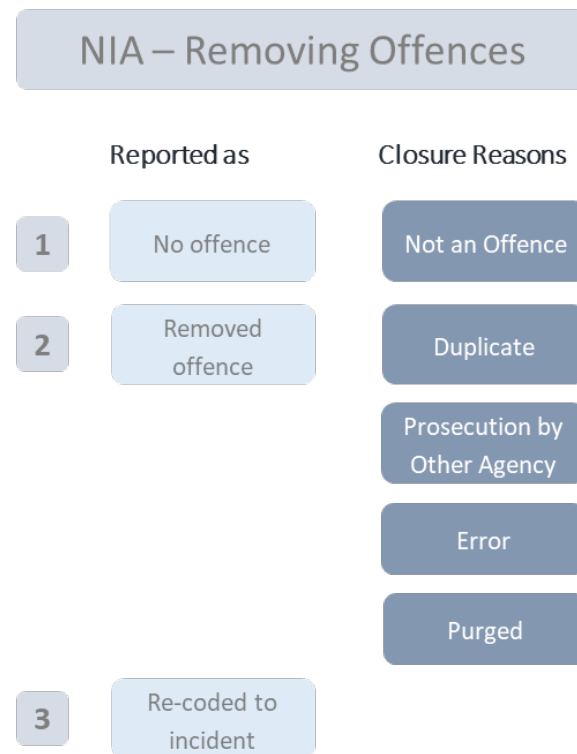 NIA – Removing Offences
Reported as
Closure Reasons
1
No offence
Not an Offence
2
Removed
offence
Duplicate
Prosecution by
Other Agency
Error
Purged
3
Re-coded to
incident